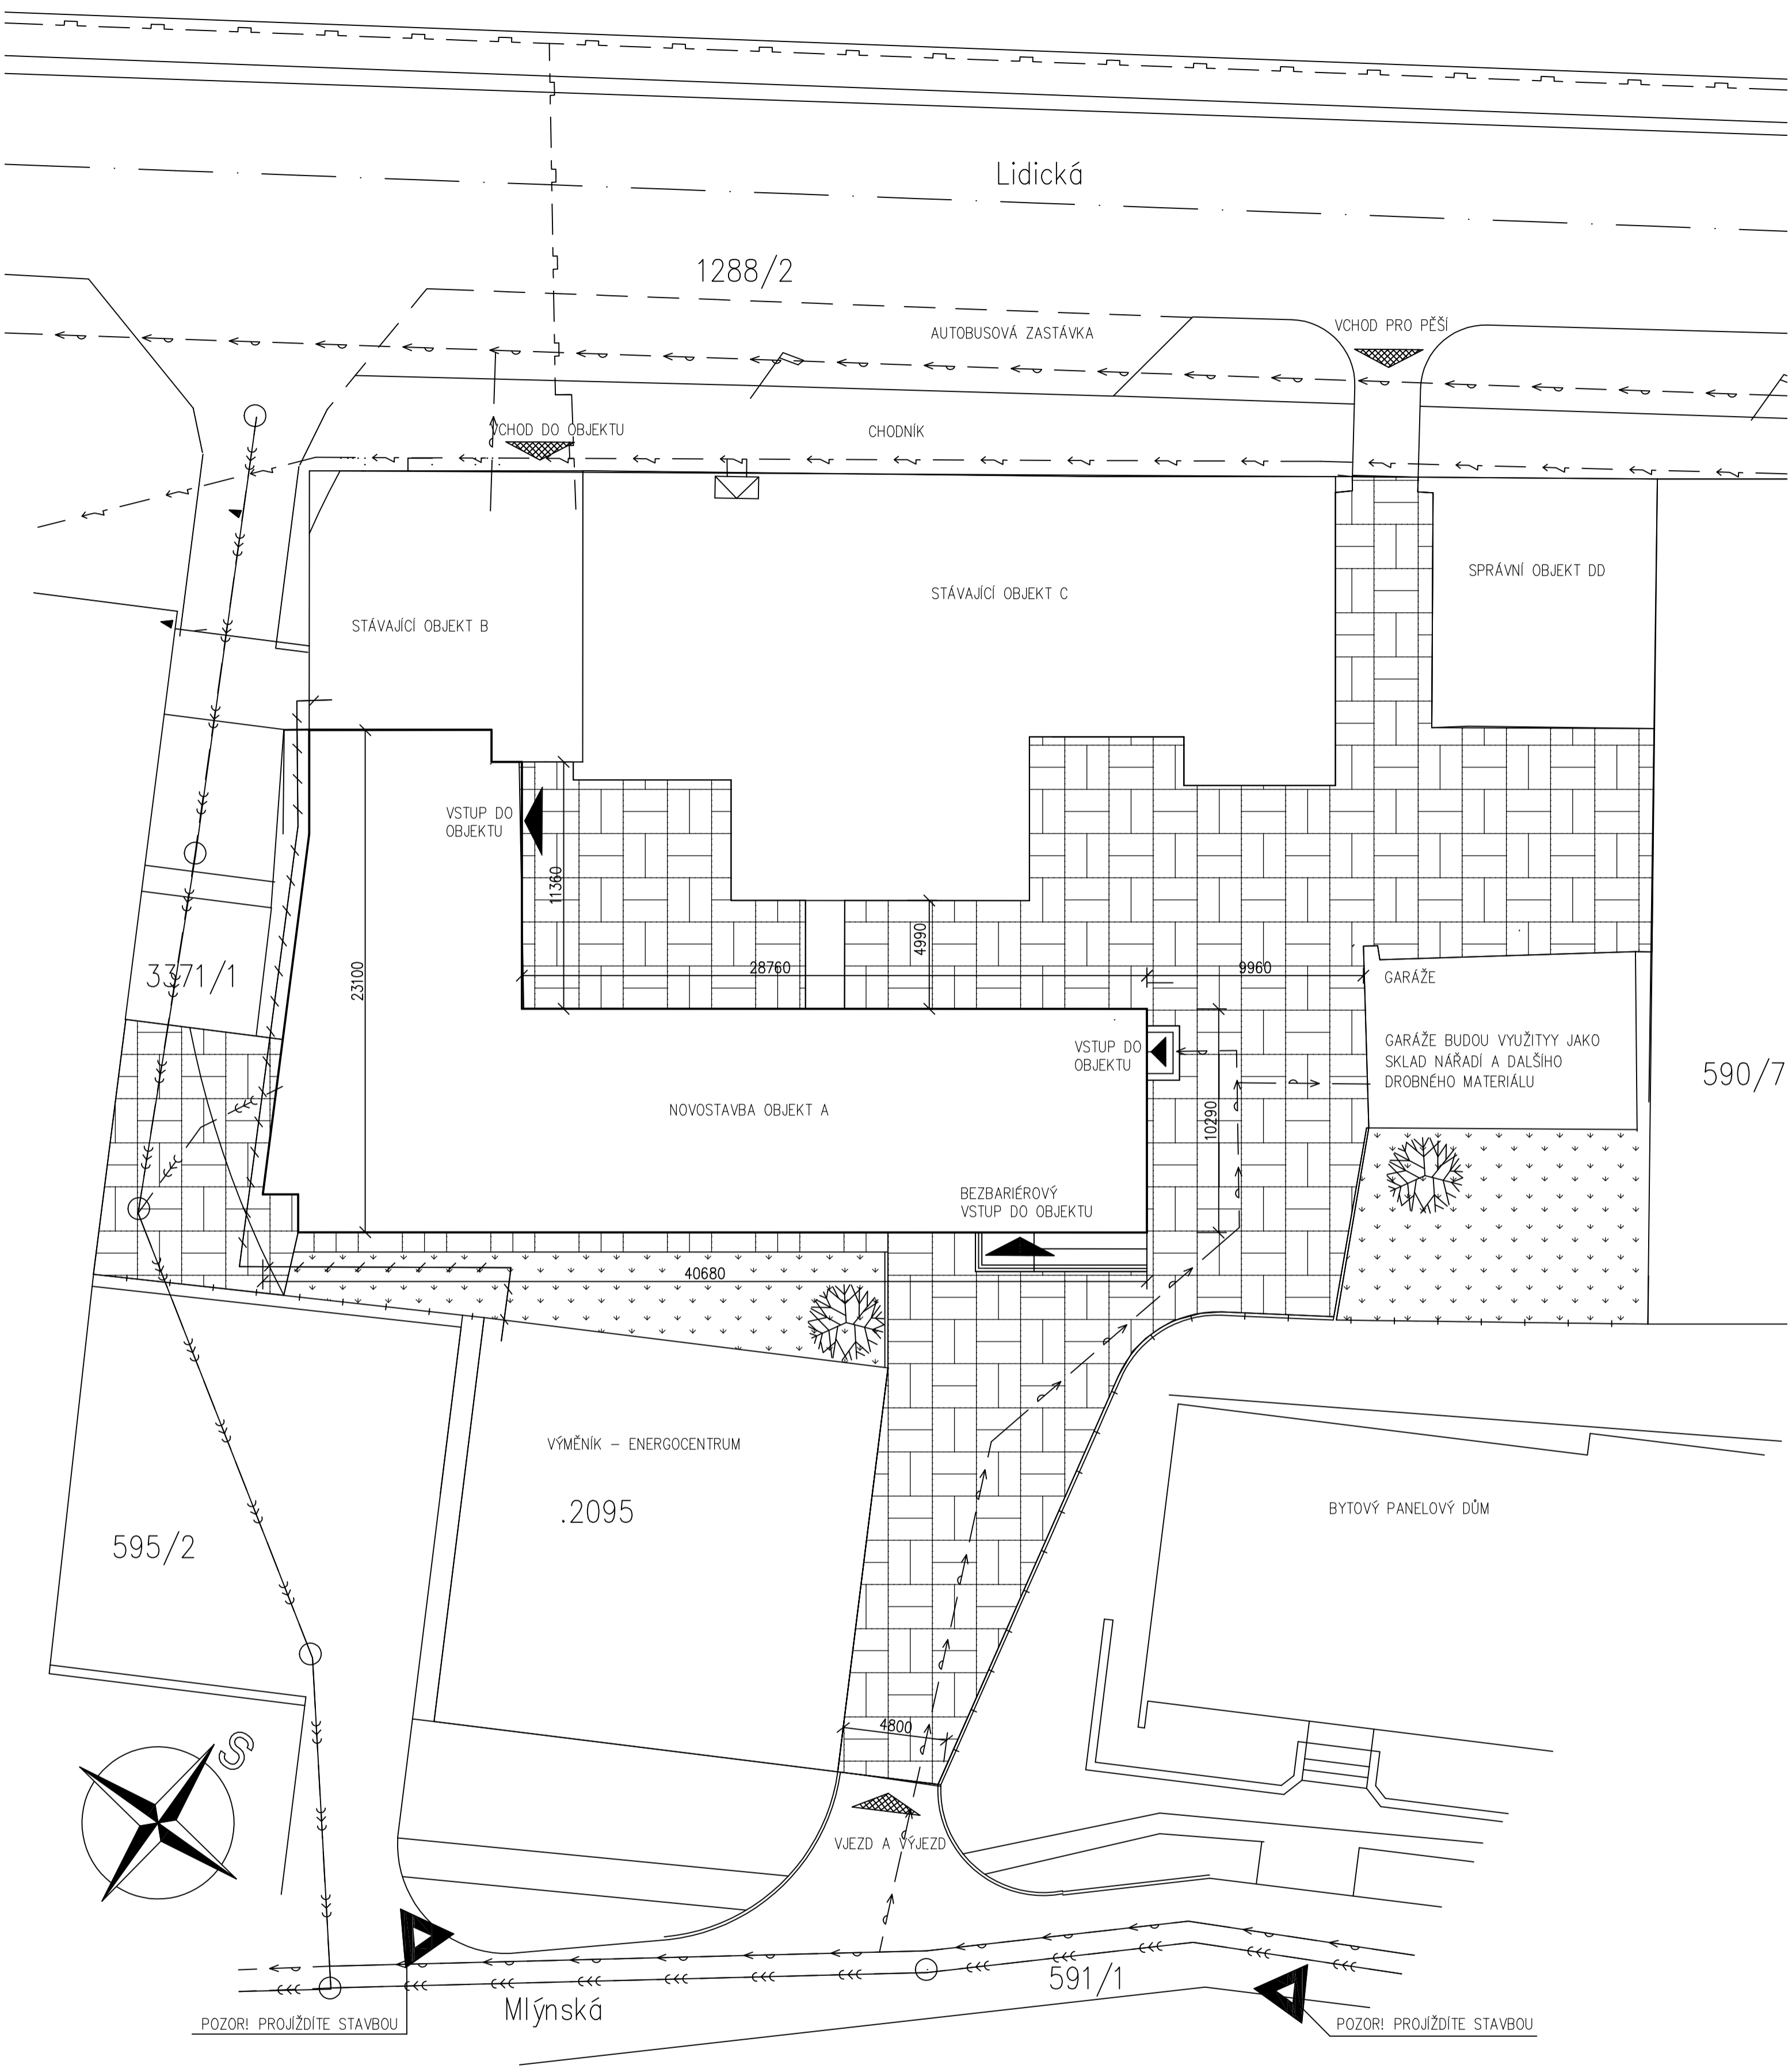 Lidická
1288/2
AUTOBUSOVÁ ZASTÁVKA
VCHOD PRO PĚŠÍ
VCHOD DO OBJEKTU
CHODNÍK
STÁVAJÍCÍ OBJEKT B
STÁVAJÍCÍ OBJEKT C
SPRÁVNÍ OBJEKT DD
VSTUP DO
OBJEKTU
11360
4990
3371/1
23100
28760
9960
GARÁŽE
GARÁŽE BUDOU VYUŽITYY JAKO
SKLAD NÁŘADÍ A DALŠÍHO
DROBNÉHO MATERIÁLU
590/7
VSTUP DO
OBJEKTU
10290
NOVOSTAVBA OBJEKT A
BEZBARIÉROVÝ
VSTUP DO OBJEKTU
40680
VÝMĚNÍK – ENERGOCENTRUM
.2095
595/2
BYTOVÝ PANELOVÝ DŮM
4800
S
VJEZD A VÝJEZD
591/1
Mlýnská
POZOR! PROJÍŽDÍTE STAVBOU
POZOR! PROJÍŽDÍTE STAVBOU